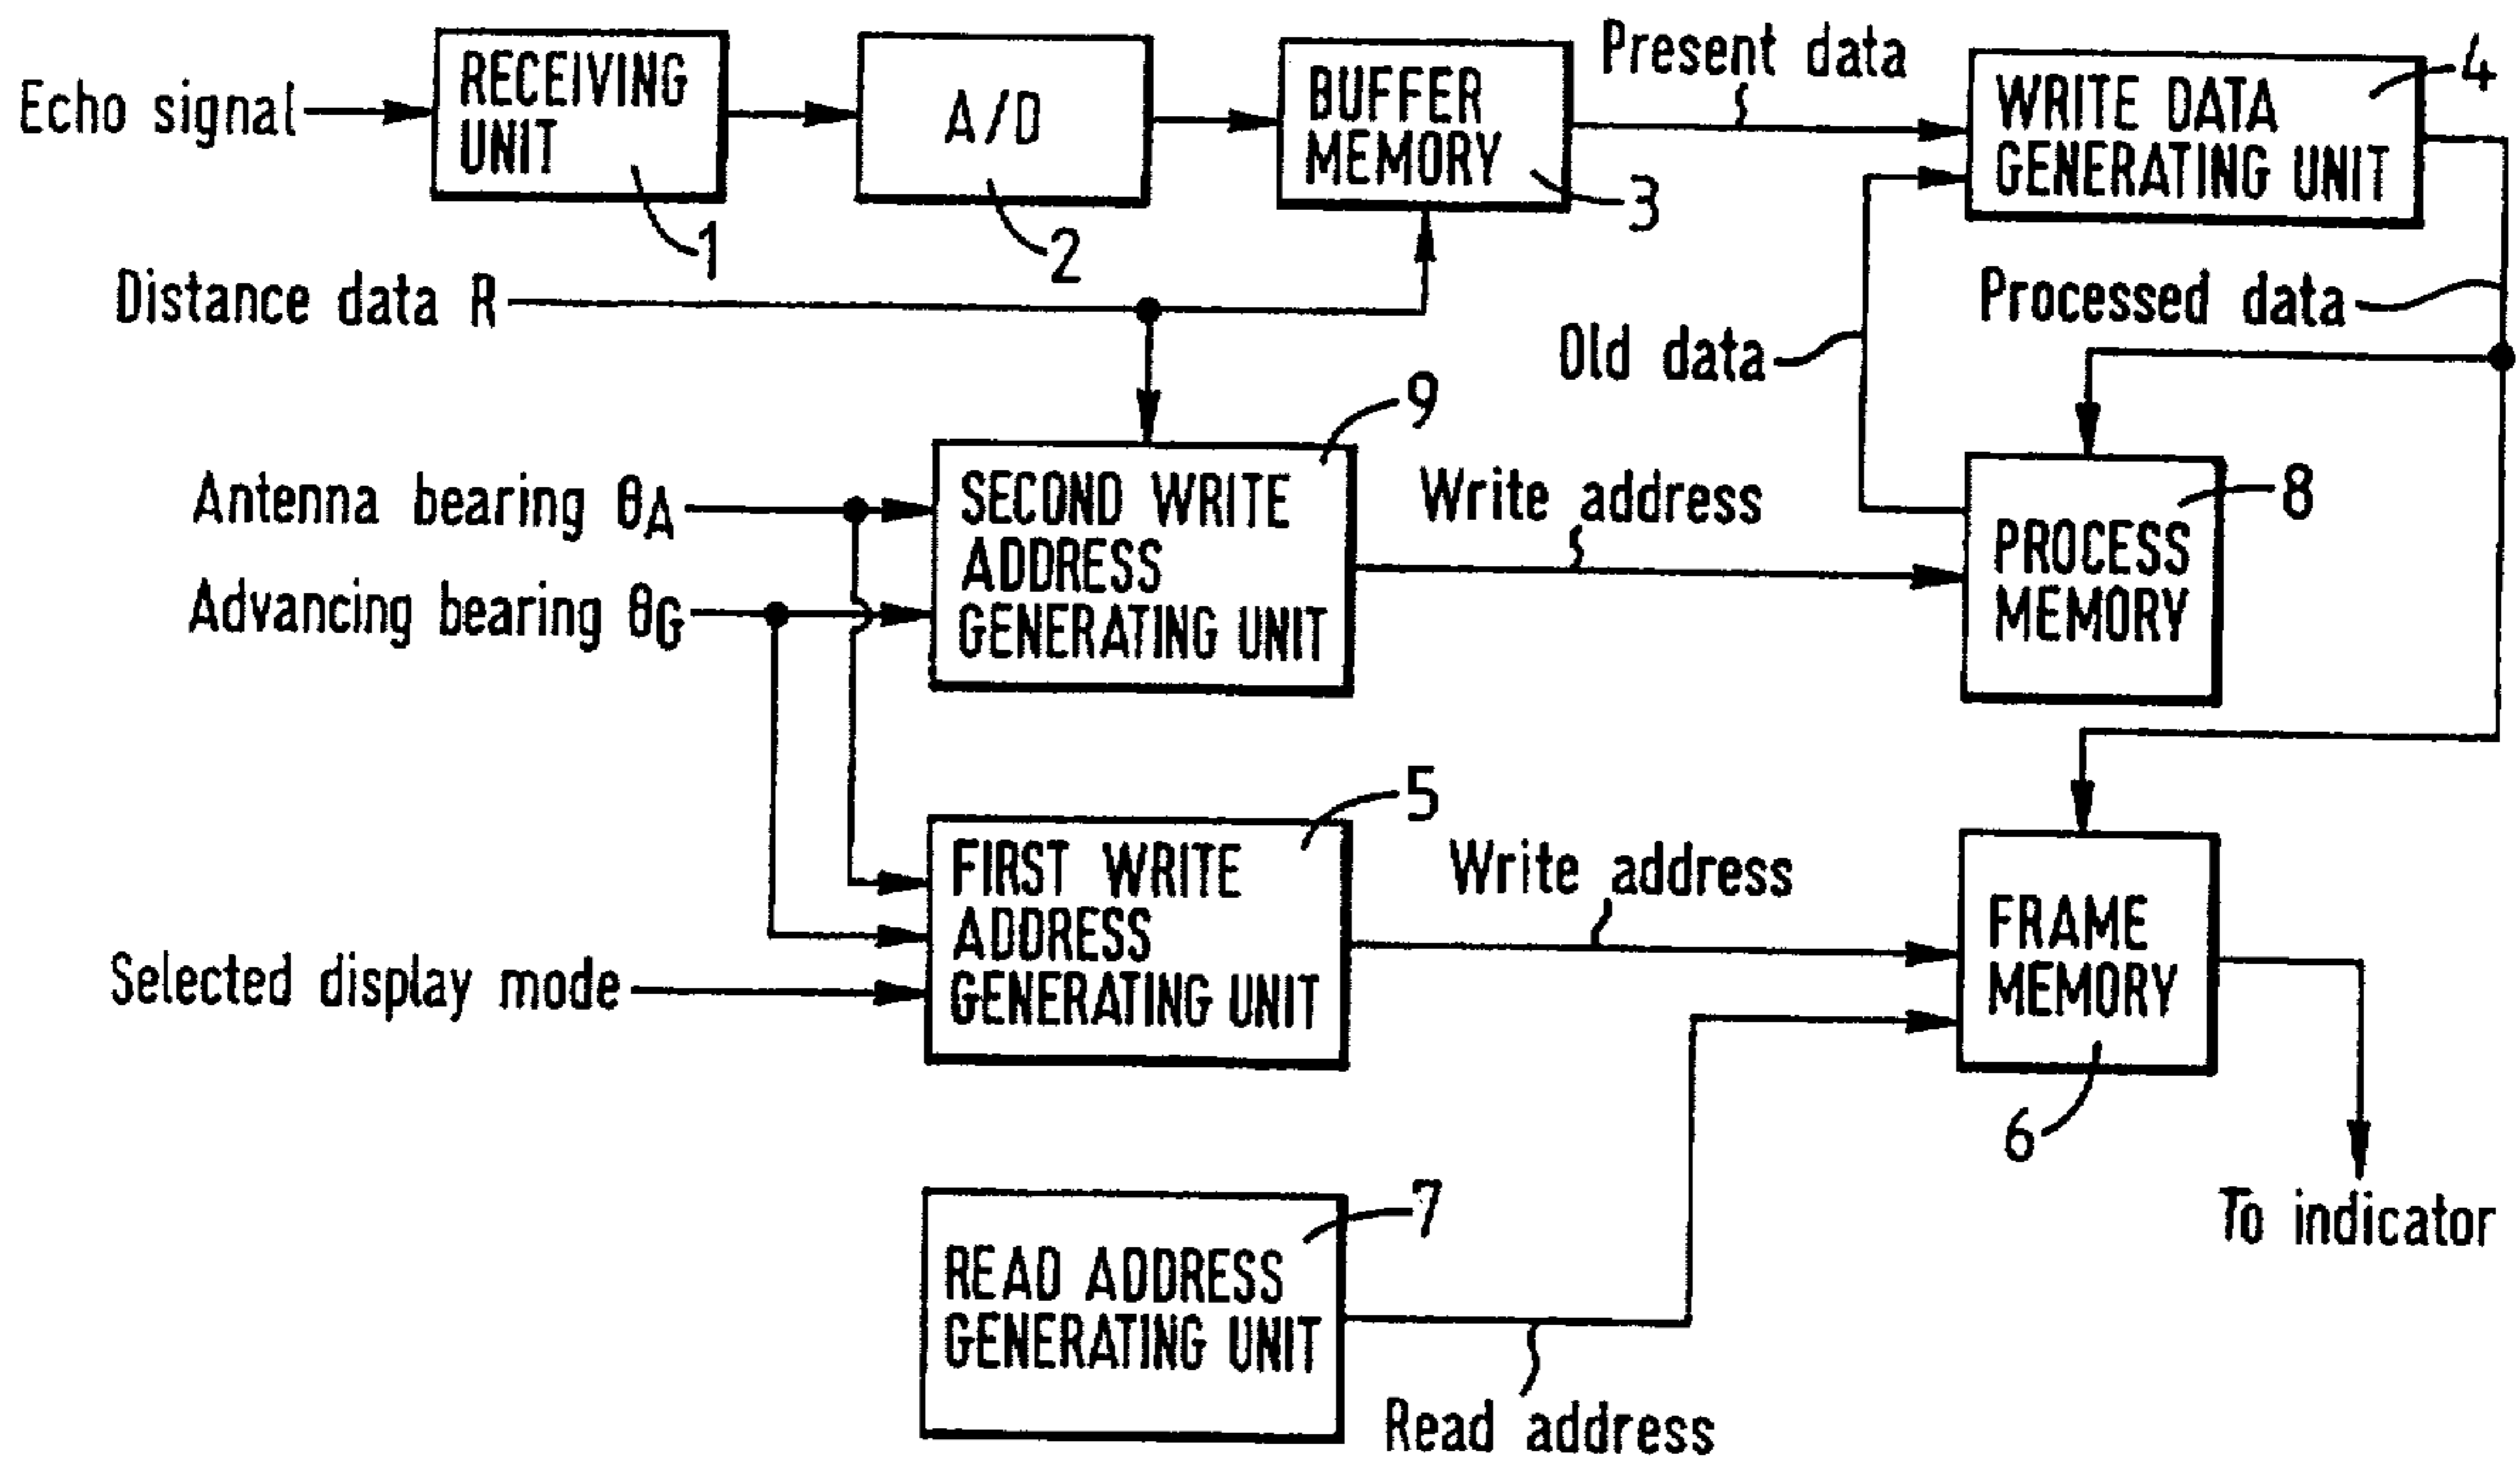 Echo signal
RECEIVING
UNIT
1
A/D
2
BUFFER
MEMORY
3
Present data
WRITE DATA
GENERATING UNIT
4
Distance data R
Old data
Processed data
Antenna bearing θA
Advancing bearing θG
SECOND WRITE
ADDRESS
GENERATING UNIT
9
Write address
PROCESS
MEMORY
8
Selected display mode
FIRST WRITE
ADDRESS
GENERATING UNIT
5
Write address
FRAME
MEMORY
6
READ ADDRESS
GENERATING UNIT
7
Read address
To indicator